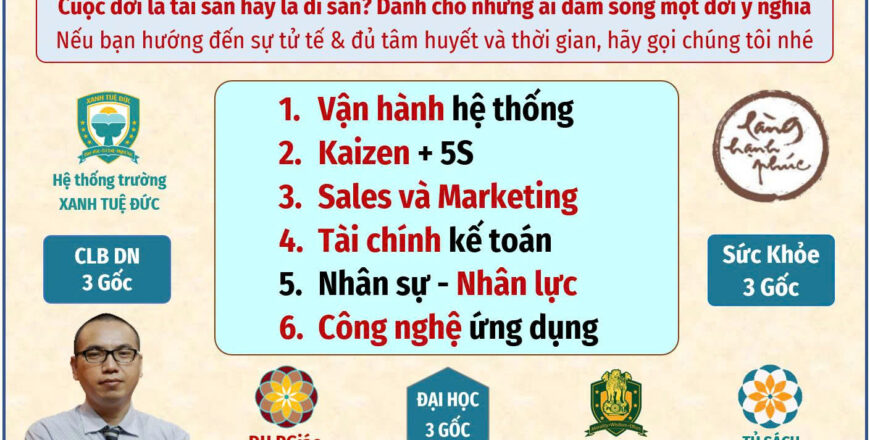 Cuộc đời là tài sản hay là di sản? Dành cho những ai dám sống một đời ý nghĩa
Nếu bạn hướng đến sự tử tế & đủ tâm huyết và thời gian, hãy gọi chúng tôi nhé
XANH TUỆ ĐỨC
Hệ thống trường
XANH TUỆ ĐỨC
CLB DN
3 Gốc
1. Vận hành hệ thống
2. Kaizen + 5S
3. Sales và Marketing
4. Tài chính kế toán
5. Nhân sự - Nhân lực
6. Công nghệ ứng dụng
làng
hạnh
phúc
Sức Khỏe
3 Gốc
ĐẠI HỌC
3 GỐC
TỦ SÁCH